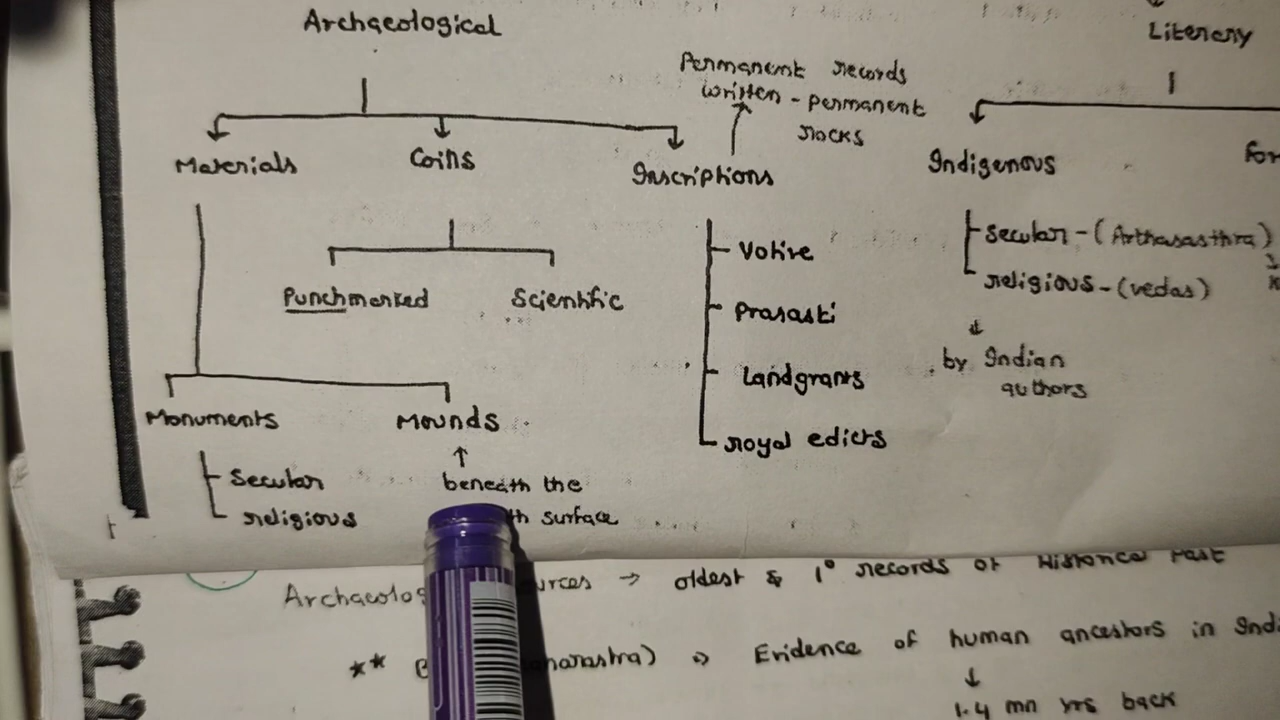 Archaeological
Literary
Permanent records
written - permanent
rocks
Materials
Coins
Inscriptions
Indigenous
For
Punchmarked
Scientific
Votive
Prasasti
Landgrants
royal edicts
Secular - (Arthasasthra)
religious - (vedas)
by Indian
authors
Monuments
Mounds
Secular
religious
beneath the
surface
→ oldest & 1° records of Historical Past
** → Evidence of human ancestors in
1.4 mn yrs back